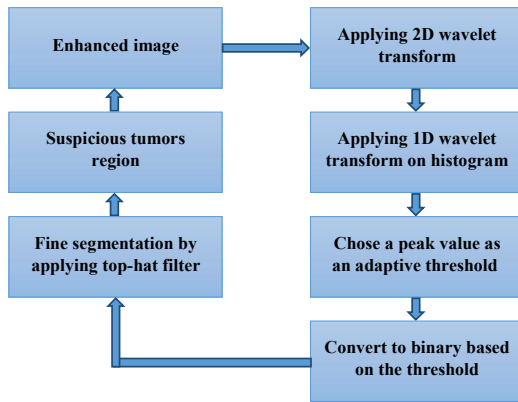 Enhanced image
Applying 2D wavelet
transform
Suspicious tumors
region
Applying 1D wavelet
transform on histogram
Fine segmentation by
applying top-hat filter
Chose a peak value as
an adaptive threshold
Convert to binary based
on the threshold